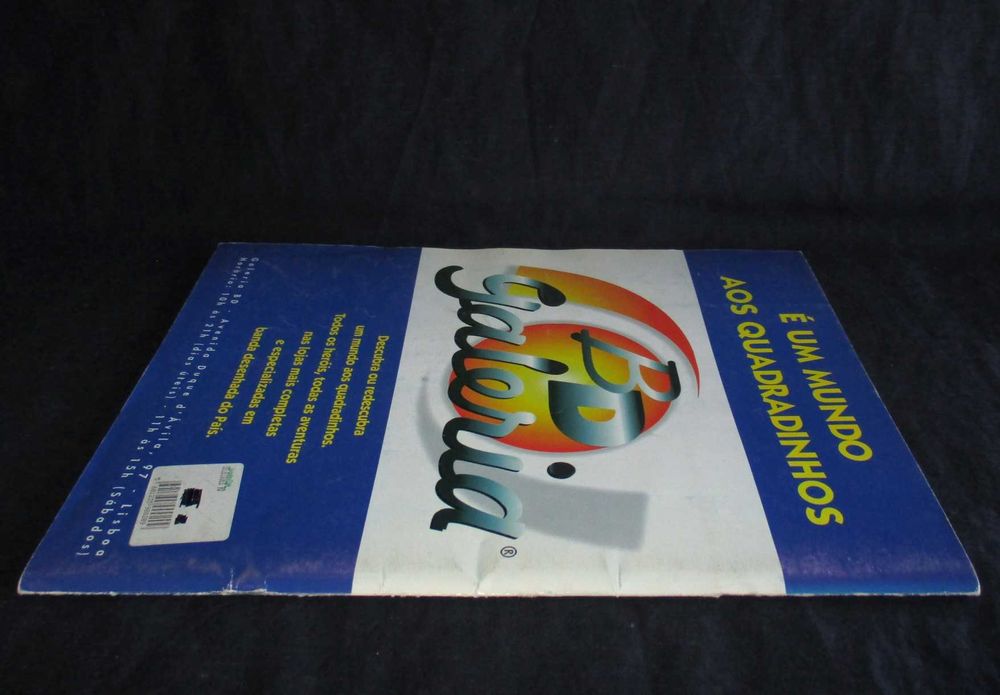 É UM MUNDO
AOS QUADRADINHOS
BD
Galeria®
Descubra ou redescubra
um mundo aos quadradinhos.
Todos os heróis, todas as aventuras
nas lojas mais completas
e especializadas em
banda desenhada do País.
Galeria BD . Avenida Duque d'Ávila, 97 . Lisboa
Horário: 10h às 21h (dias úteis) . 11h às 15h (Sábados)